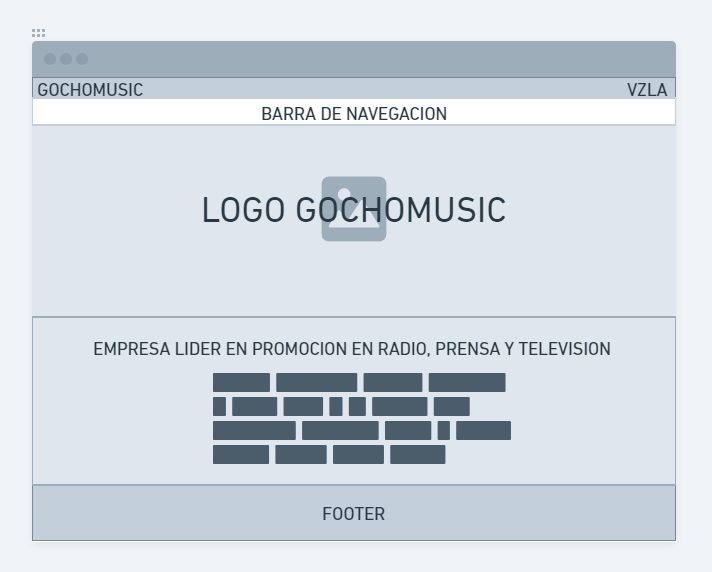 GOCHOMUSIC VZLA
BARRA DE NAVEGACION
LOGO GOCHOMUSIC
EMPRESA LIDER EN PROMOCION EN RADIO, PRENSA Y TELEVISION
FOOTER